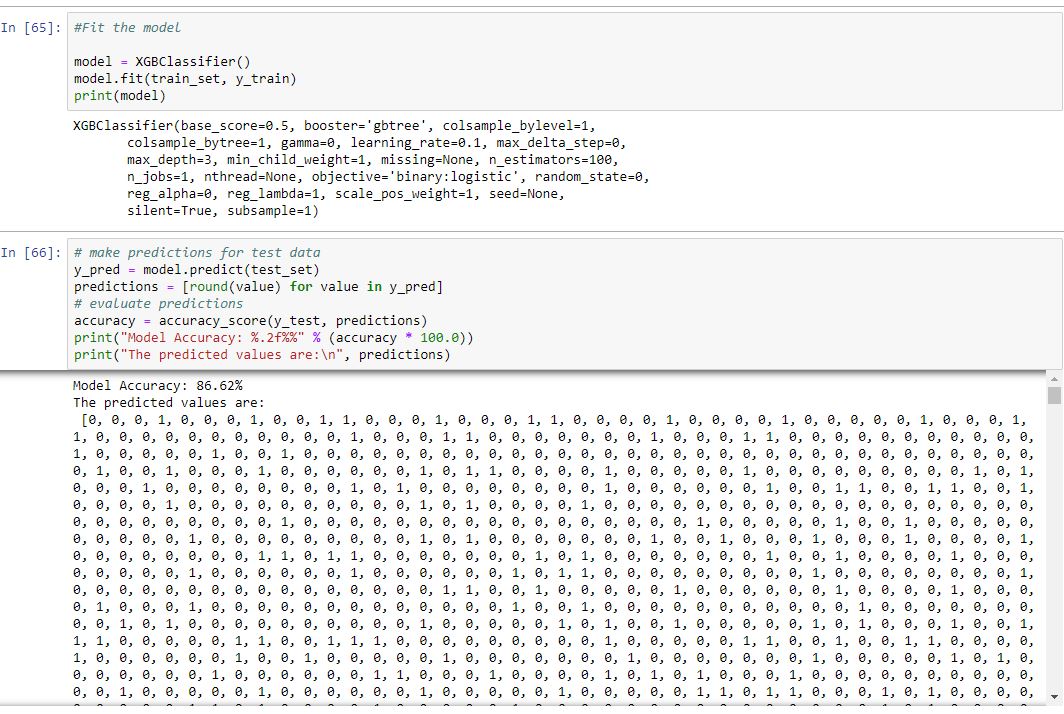 In [65]: #Fit the model
model = XGBClassifier()
model.fit(train_set, y_train)
print(model)
XGBClassifier(base_score=0.5, booster='gbtree', colsample_bylevel=1,
colsample_bytree=1, gamma=0, learning_rate=0.1, max_delta_step=0,
max_depth=3, min_child_weight=1, missing=None, n_estimators=100,
n_jobs=1, nthread=None, objective='binary:logistic', random_state=0,
reg_alpha=0, reg_lambda=1, scale_pos_weight=1, seed=None,
silent=True, subsample=1)
In [66]: # make predictions for test data
y_pred = model.predict(test_set)
predictions = [round(value) for value in y_pred]
# evaluate predictions
accuracy = accuracy_score(y_test, predictions)
print("Model Accuracy: %.2f%%" % (accuracy * 100.0))
print("The predicted values are:\n", predictions)
Model Accuracy: 86.62%
The predicted values are:
[0, 0, 0, 1, 0, 0, 0, 1, 0, 0, 1, 1, 0, 0, 0, 1, 0, 0, 0, 1, 1, 0, 0, 0, 0, 1, 0, 0, 0, 0, 1, 0, 0, 0, 0, 0, 1, 0, 0, 0, 1,
1, 0, 0, 0, 0, 0, 0, 0, 0, 0, 0, 0, 1, 0, 0, 0, 1, 1, 0, 0, 0, 0, 0, 0, 0, 1, 0, 0, 0, 1, 1, 0, 0, 0, 0, 0, 0, 0, 0, 0, 0, 0,
1, 0, 0, 0, 0, 0, 1, 0, 0, 1, 0, 0, 0, 0, 0, 0, 0, 0, 0, 0, 0, 0, 0, 0, 0, 0, 0, 0, 0, 0, 0, 0, 0, 0, 0, 0, 0, 0, 0, 0, 0, 0,
0, 1, 0, 0, 1, 0, 0, 0, 1, 0, 0, 0, 0, 0, 0, 1, 0, 1, 1, 0, 0, 0, 0, 1, 0, 0, 0, 0, 0, 1, 0, 0, 0, 0, 0, 0, 0, 0, 0, 1, 0, 1,
0, 0, 0, 1, 0, 0, 0, 0, 0, 0, 0, 0, 1, 0, 1, 0, 0, 0, 0, 0, 0, 0, 0, 1, 0, 0, 0, 0, 0, 0, 1, 0, 0, 1, 1, 0, 0, 1, 1, 0, 0, 1,
0, 0, 0, 0, 1, 0, 0, 0, 0, 0, 0, 0, 0, 0, 0, 1, 0, 1, 0, 0, 0, 0, 1, 0, 0, 0, 0, 0, 0, 0, 0, 0, 0, 0, 0, 0, 0, 0, 0, 0, 0, 0,
0, 0, 0, 0, 0, 0, 0, 0, 0, 1, 0, 0, 0, 0, 0, 0, 0, 0, 0, 0, 0, 0, 0, 0, 0, 0, 0, 1, 0, 0, 0, 0, 0, 1, 0, 0, 1, 0, 0, 0, 0, 0,
0, 0, 0, 0, 0, 1, 0, 0, 0, 0, 0, 0, 0, 0, 0, 1, 0, 1, 0, 0, 0, 0, 0, 0, 0, 1, 0, 0, 1, 0, 0, 0, 1, 0, 0, 0, 1, 0, 0, 0, 0, 1,
0, 0, 0, 0, 0, 0, 0, 0, 1, 1, 0, 1, 1, 0, 0, 0, 0, 0, 0, 0, 1, 0, 1, 0, 0, 0, 0, 0, 0, 0, 1, 0, 0, 1, 0, 0, 0, 0, 1, 0, 0, 0,
0, 0, 0, 0, 0, 1, 0, 0, 0, 0, 0, 0, 1, 0, 0, 0, 0, 0, 0, 1, 0, 1, 1, 0, 0, 0, 0, 0, 0, 0, 0, 0, 1, 0, 0, 0, 0, 0, 0, 0, 0, 1,
0, 0, 0, 0, 0, 0, 0, 0, 0, 0, 0, 0, 0, 0, 0, 0, 1, 1, 0, 0, 1, 0, 0, 0, 0, 0, 1, 0, 0, 0, 0, 0, 0, 1, 0, 0, 0, 0, 1, 0, 0, 0,
0, 1, 0, 0, 0, 1, 0, 0, 0, 0, 0, 0, 0, 0, 0, 0, 0, 0, 0, 1, 0, 0, 1, 0, 0, 0, 0, 0, 0, 0, 0, 0, 0, 0, 1, 0, 0, 0, 0, 0, 0, 0,
0, 0, 1, 0, 1, 0, 0, 0, 0, 0, 0, 0, 0, 0, 0, 1, 0, 0, 0, 0, 0, 1, 0, 1, 0, 0, 1, 0, 0, 0, 0, 0, 1, 0, 1, 0, 0, 0, 1, 0, 0, 1,
1, 1, 0, 0, 0, 0, 0, 1, 1, 0, 0, 1, 1, 1, 0, 0, 0, 0, 0, 0, 0, 0, 0, 1, 0, 0, 0, 0, 0, 1, 1, 0, 0, 1, 0, 0, 1, 1, 0, 0, 0, 0,
1, 0, 0, 0, 0, 0, 0, 1, 0, 0, 1, 0, 0, 0, 0, 0, 1, 0, 0, 0, 0, 0, 0, 0, 1, 0, 0, 0, 0, 0, 0, 0, 1, 0, 0, 0, 0, 0, 1, 0, 1, 0,
0, 0, 0, 0, 0, 0, 1, 0, 0, 0, 0, 0, 0, 1, 1, 0, 0, 0, 1, 0, 0, 0, 0, 1, 0, 1, 0, 1, 0, 0, 0, 1, 0, 0, 0, 0, 0, 0, 0, 0, 0, 0,
0, 0, 1, 0, 0, 0, 0, 0, 1, 0, 0, 0, 0, 0, 0, 1, 0, 0, 0, 0, 0, 1, 0, 0, 0, 0, 0, 1, 1, 0, 1, 1, 0, 0, 0, 1, 0, 1, 0, 0, 0, 0,